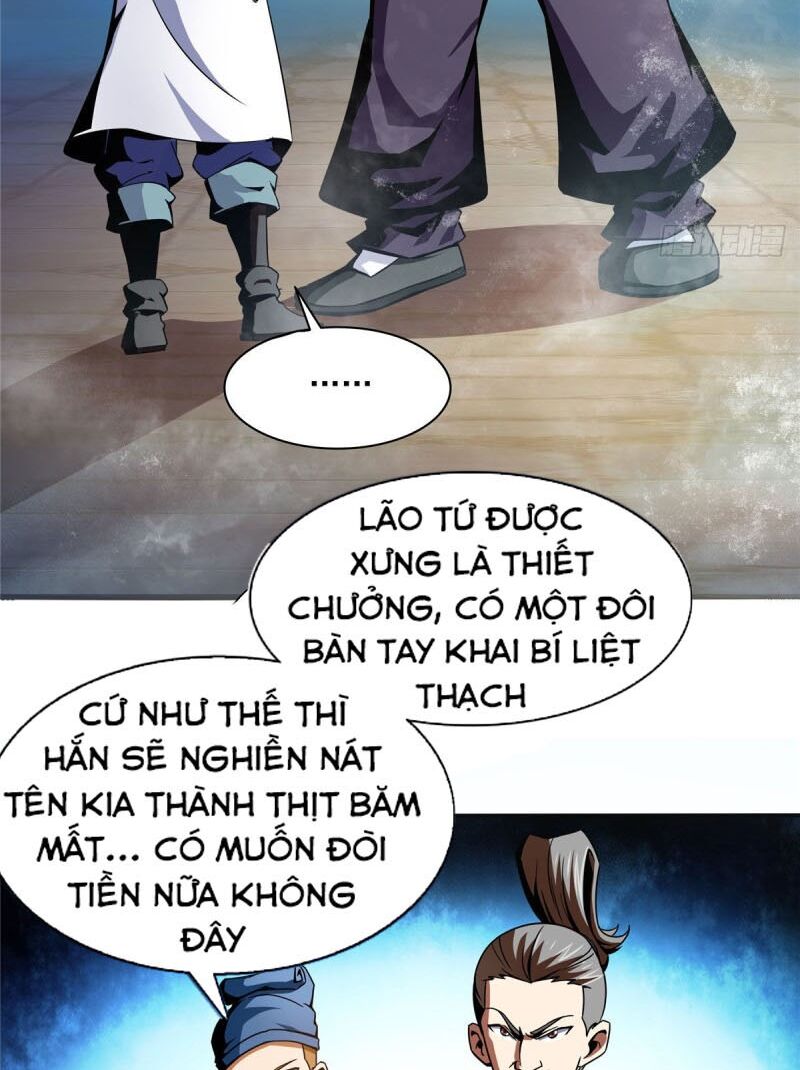 ......
LÃO TỨ ĐƯỢC
XƯNG LÀ THIẾT
CHƯỞNG, CÓ MỘT ĐÔI
BÀN TAY KHAI BÍ LIỆT
THẠCH
CỨ NHƯ THẾ THÌ
HẮN SẼ NGHIỀN NÁT
TÊN KIA THÀNH THỊT BĂM
MẤT... CÓ MUỐN ĐÒI
TIỀN NỮA KHÔNG
ĐÂY